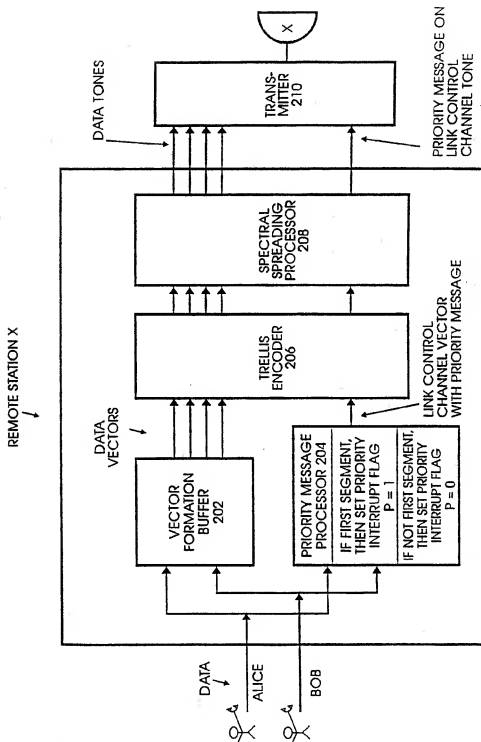 REMOTE STATION X
DATA
ALICE
BOB
VECTOR
FORMATION
BUFFER
202
PRIORITY MESSAGE
PROCESSOR 204
IF FIRST SEGMENT,
THEN SET PRIORITY
INTERRUPT FLAG
P = 1
IF NOT FIRST SEGMENT,
THEN SET PRIORITY
INTERRUPT FLAG
P = 0
DATA
VECTORS
LINK CONTROL
CHANNEL VECTOR
WITH PRIORITY MESSAGE
TRELLIS
ENCODER
206
SPECTRAL
SPREADING
PROCESSOR
208
DATA TONES
TRANS-
MITTER
210
PRIORITY MESSAGE ON
LINK CONTROL
CHANNEL TONE
X